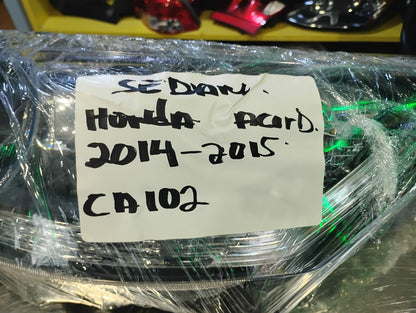 SEDAN.
HONDA ACorD.
2014-2015.
CA102